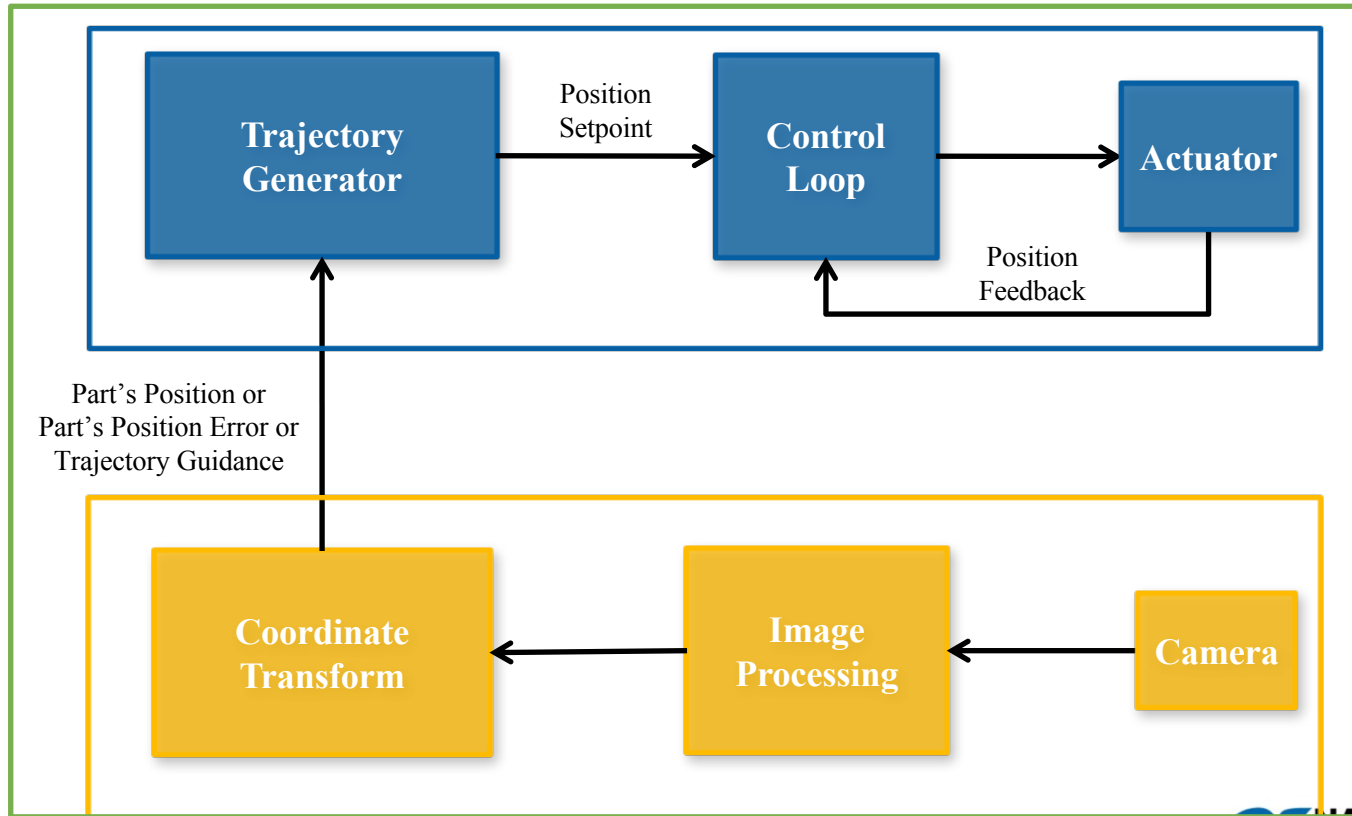 Trajectory
Generator
Position
Setpoint
Control
Loop
Actuator
Position
Feedback
Part’s Position or
Part’s Position Error or
Trajectory Guidance
Coordinate
Transform
Image
Processing
Camera